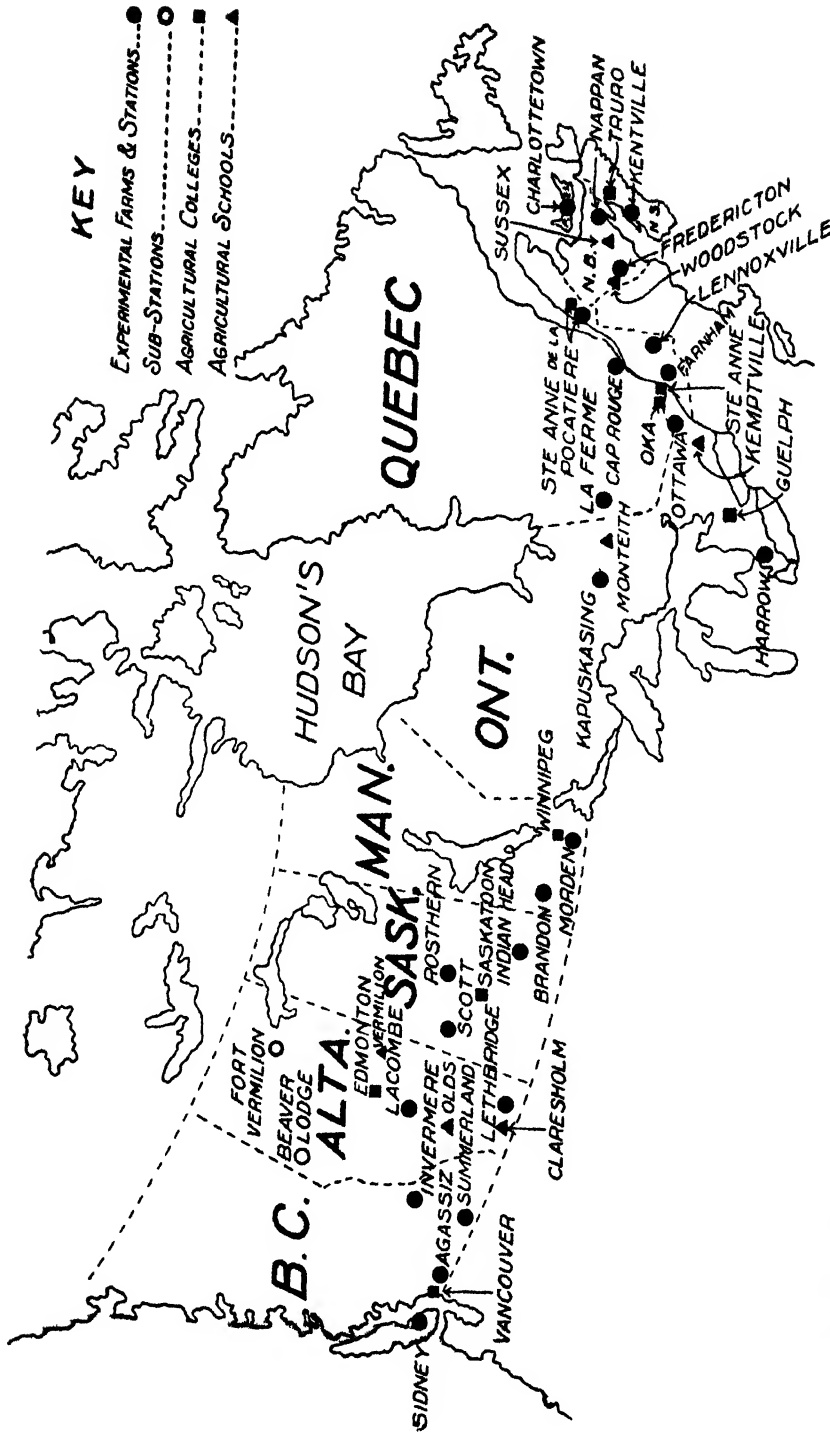 KEY
EXPERIMENTAL FARMS & STATIONS....
SUB-STATIONS
AGRICULTURAL COLLEGES
AGRICULTURAL SCHOOLS
HUDSON'S
BAY
QUEBEC
ONT.
MAN.
SASK.
ALTA.
B.C.
FORT
VERMILION
BEAVER
LODGE
EDMONTON
VERMILION
LACOMBE
INVERMERE
OLDS
AGASSIZ
SUMMERLAND
LETHBRIDGE
CLARESHOLM
SIDNEY
VANCOUVER
ROSTHERN
SCOTT
SASKATOON
INDIAN HEAD
BRANDON
MORDEN
WINNIPEG
KAPUSKASING
MONTEITH
LA FERME
CAP ROUGE
STE ANNE DE LA
POCATIERE
OKA
OTTAWA
HARROW
GUELPH
KEMPTVILLE
STE ANNE
FARNHAM
LENNOXVILLE
WOODSTOCK
FREDERICTON
N.B.
SUSSEX
CHARLOTTETOWN
NAPPAN
TRURO
KENTVILLE
N.S.